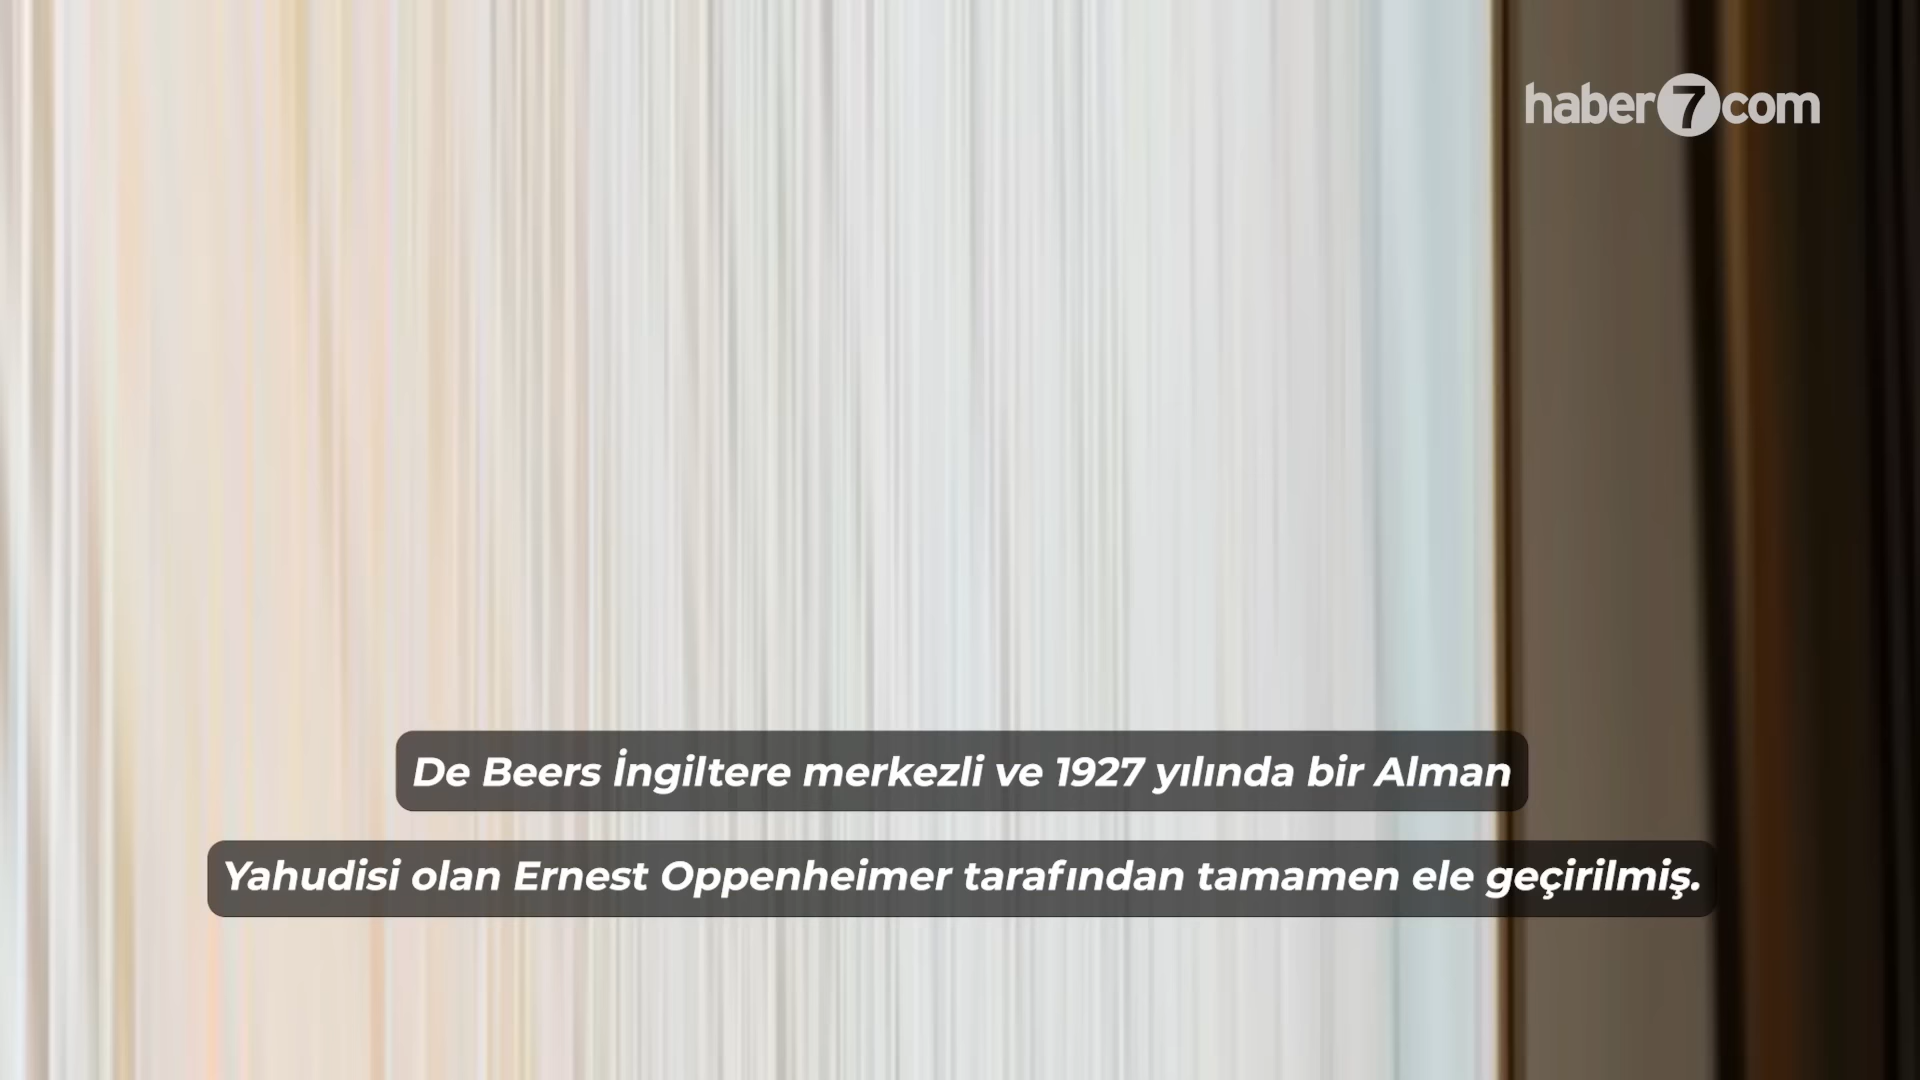 haber7com
De Beers İngiltere merkezli ve 1927 yılında bir Alman
Yahudisi olan Ernest Oppenheimer tarafından tamamen ele geçirilmiş.